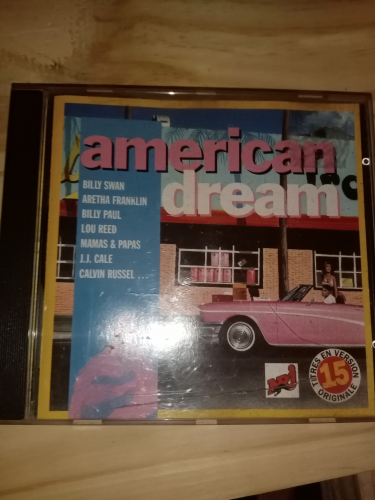 american
dream
BILLY SWAN
ARETHA FRANKLIN
BILLY PAUL
LOU REED
MAMAS & PAPAS
J.J. CALE
CALVIN RUSSEL . . .
NRJ
TITRES EN VERSION
15
ORIGINALE